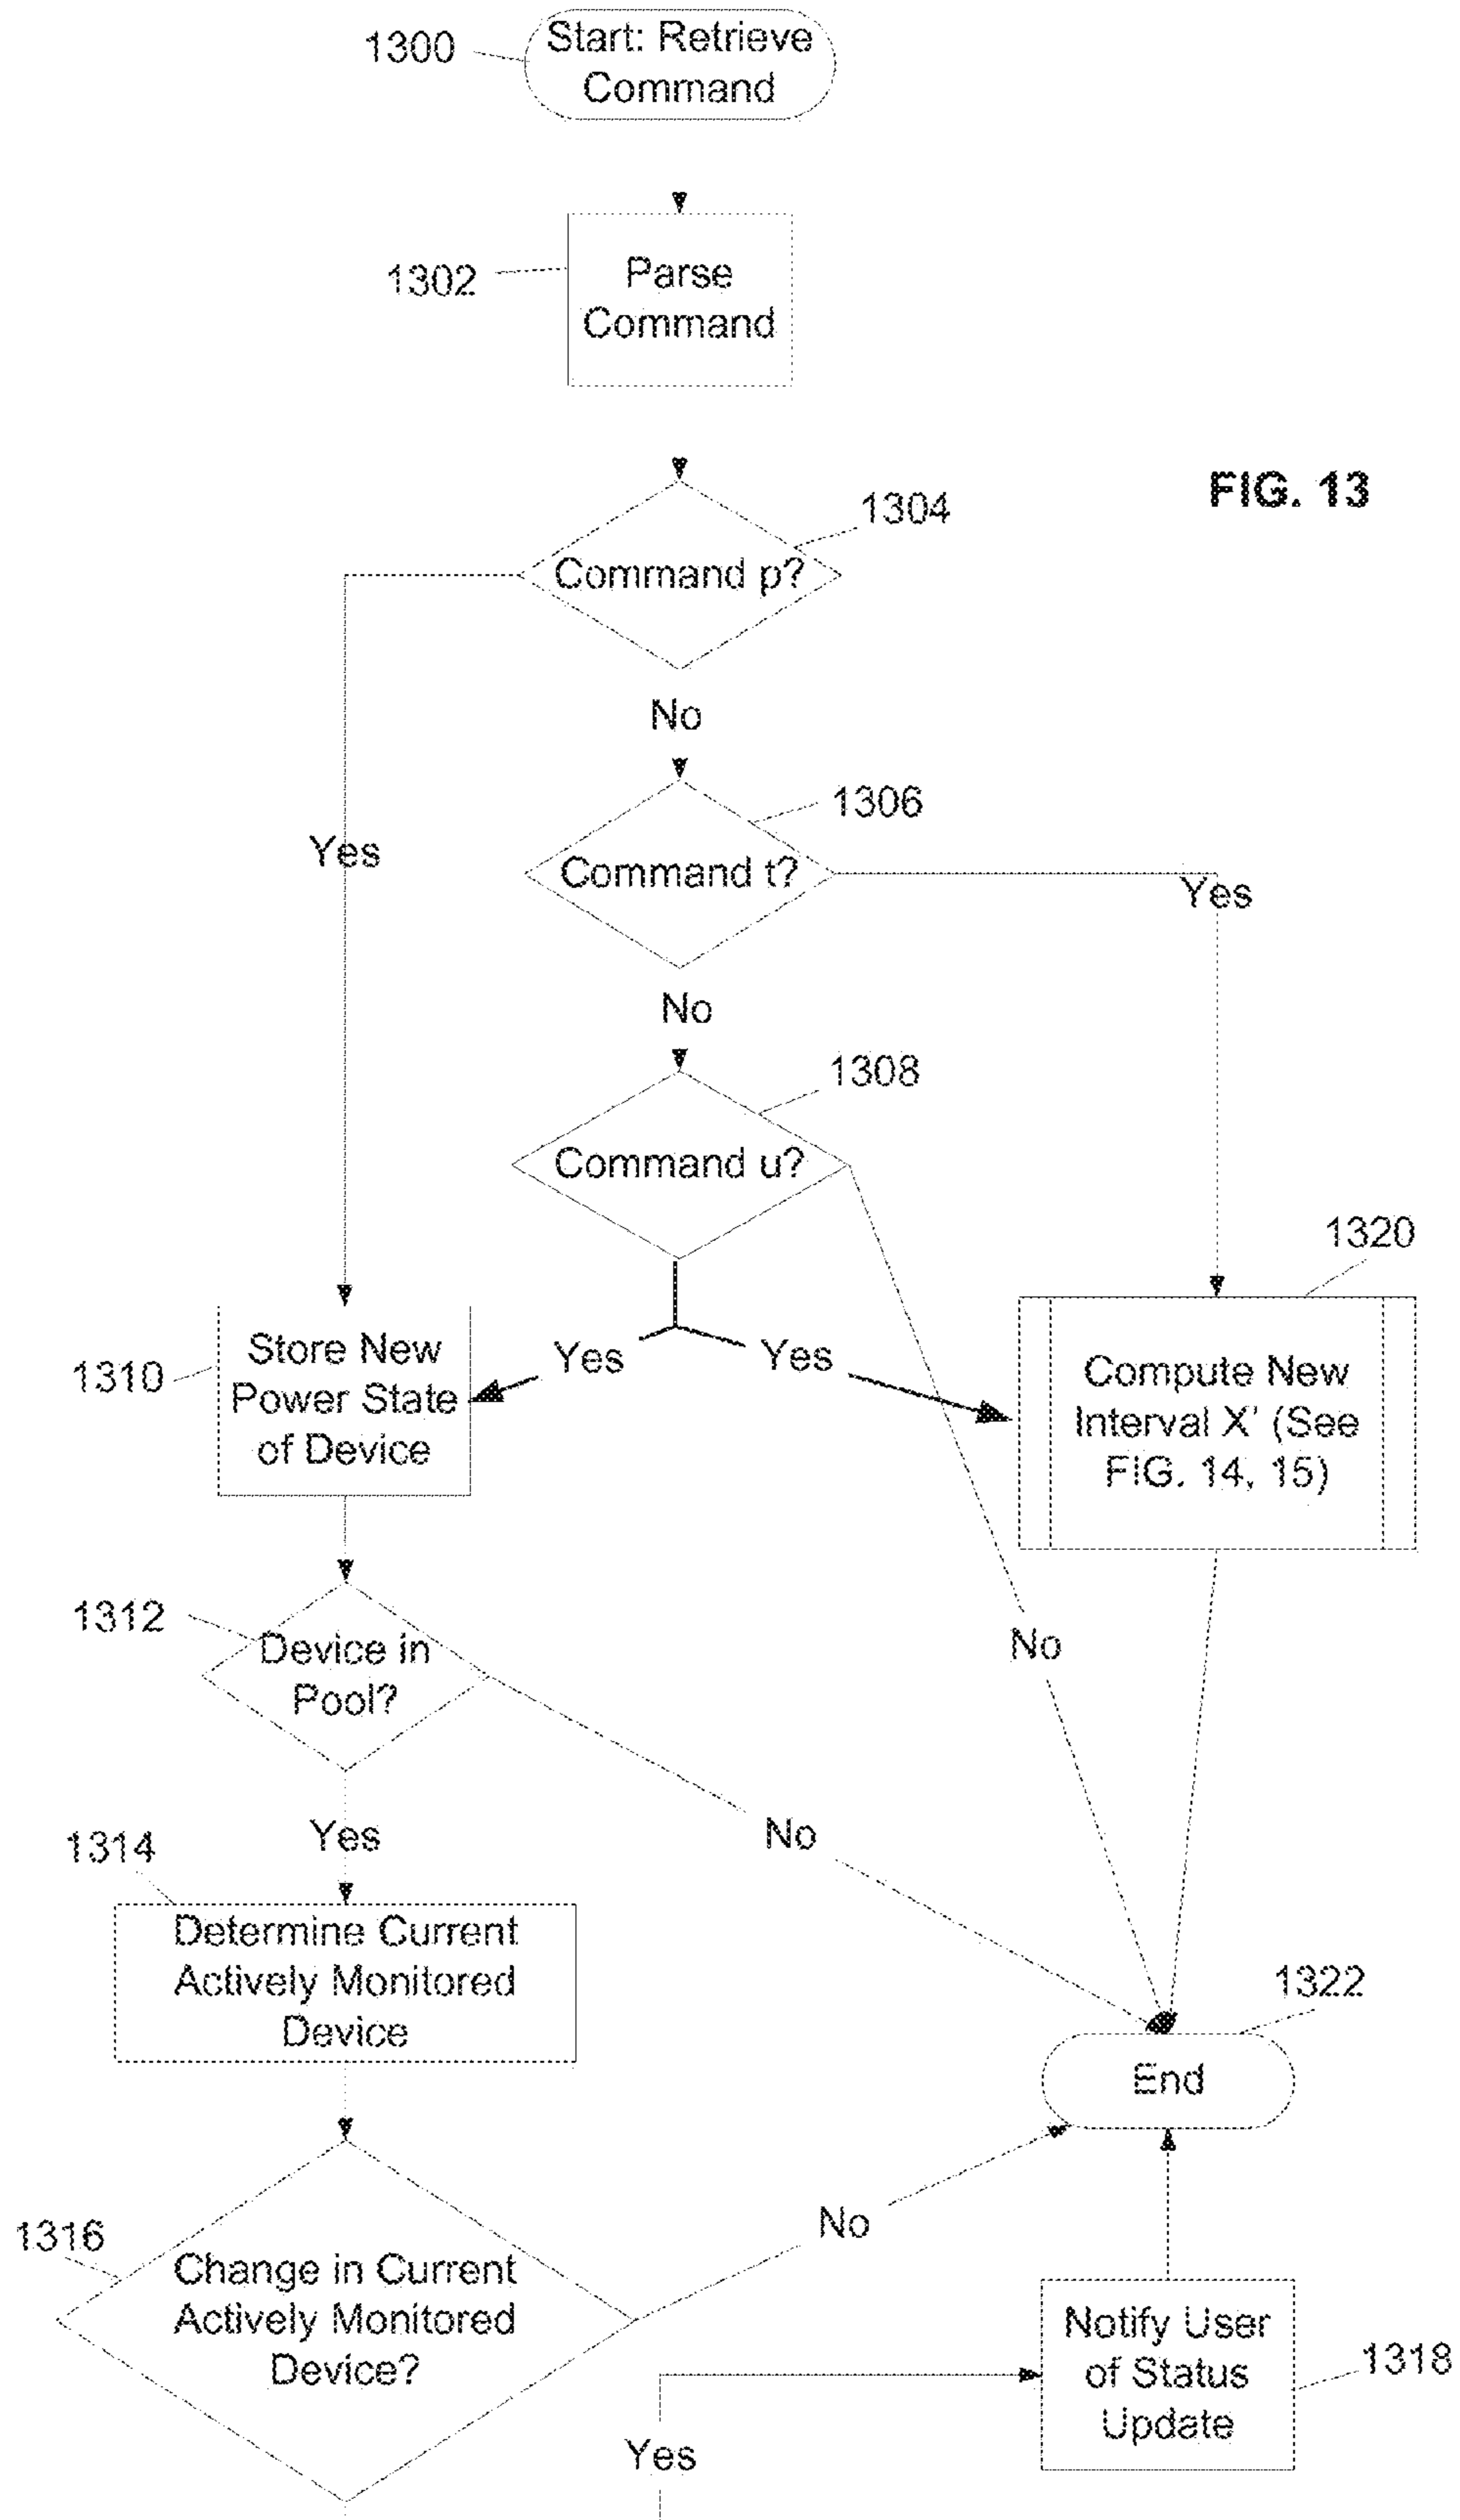 1300
Start: Retrieve
Command
1302
Parse
Command
FIG. 13
1304
Command p?
No
1306
Command t?
Yes
Yes
No
1308
Command u?
1320
Yes
Yes
1310
Store New
Power State
of Device
Compute New
Interval X' (See
FIG. 14, 15)
1312
Device in
Pool?
No
Yes
No
1314
Determine Current
Actively Monitored
Device
1322
End
1316
Change in Current
Actively Monitored
Device?
No
Notify User
of Status
Update
1318
Yes